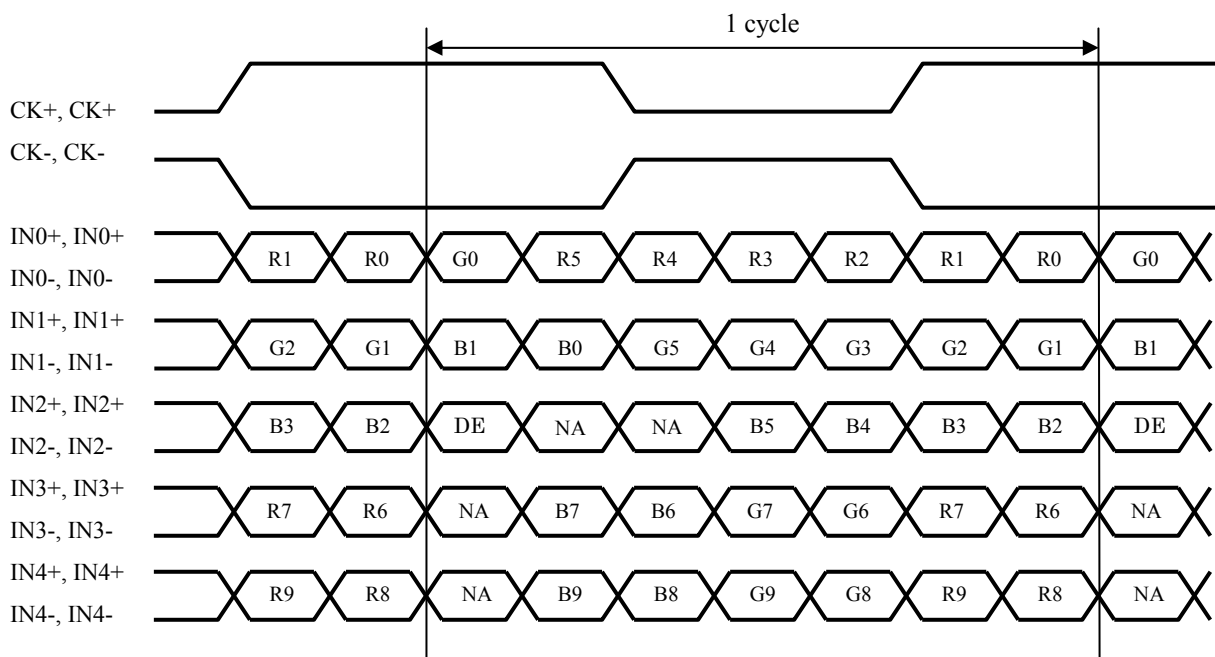 1 cycle
CK+, CK+
CK-, CK-
IN0+, IN0+
R1 R0 G0 R5 R4 R3 R2 R1 R0 G0
IN0-, IN0-
IN1+, IN1+
G2 G1 B1 B0 G5 G4 G3 G2 G1 B1
IN1-, IN1-
IN2+, IN2+
B3 B2 DE NA NA B5 B4 B3 B2 DE
IN2-, IN2-
IN3+, IN3+
R7 R6 NA B7 B6 G7 G6 R7 R6 NA
IN3-, IN3-
IN4+, IN4+
R9 R8 NA B9 B8 G9 G8 R9 R8 NA
IN4-, IN4-